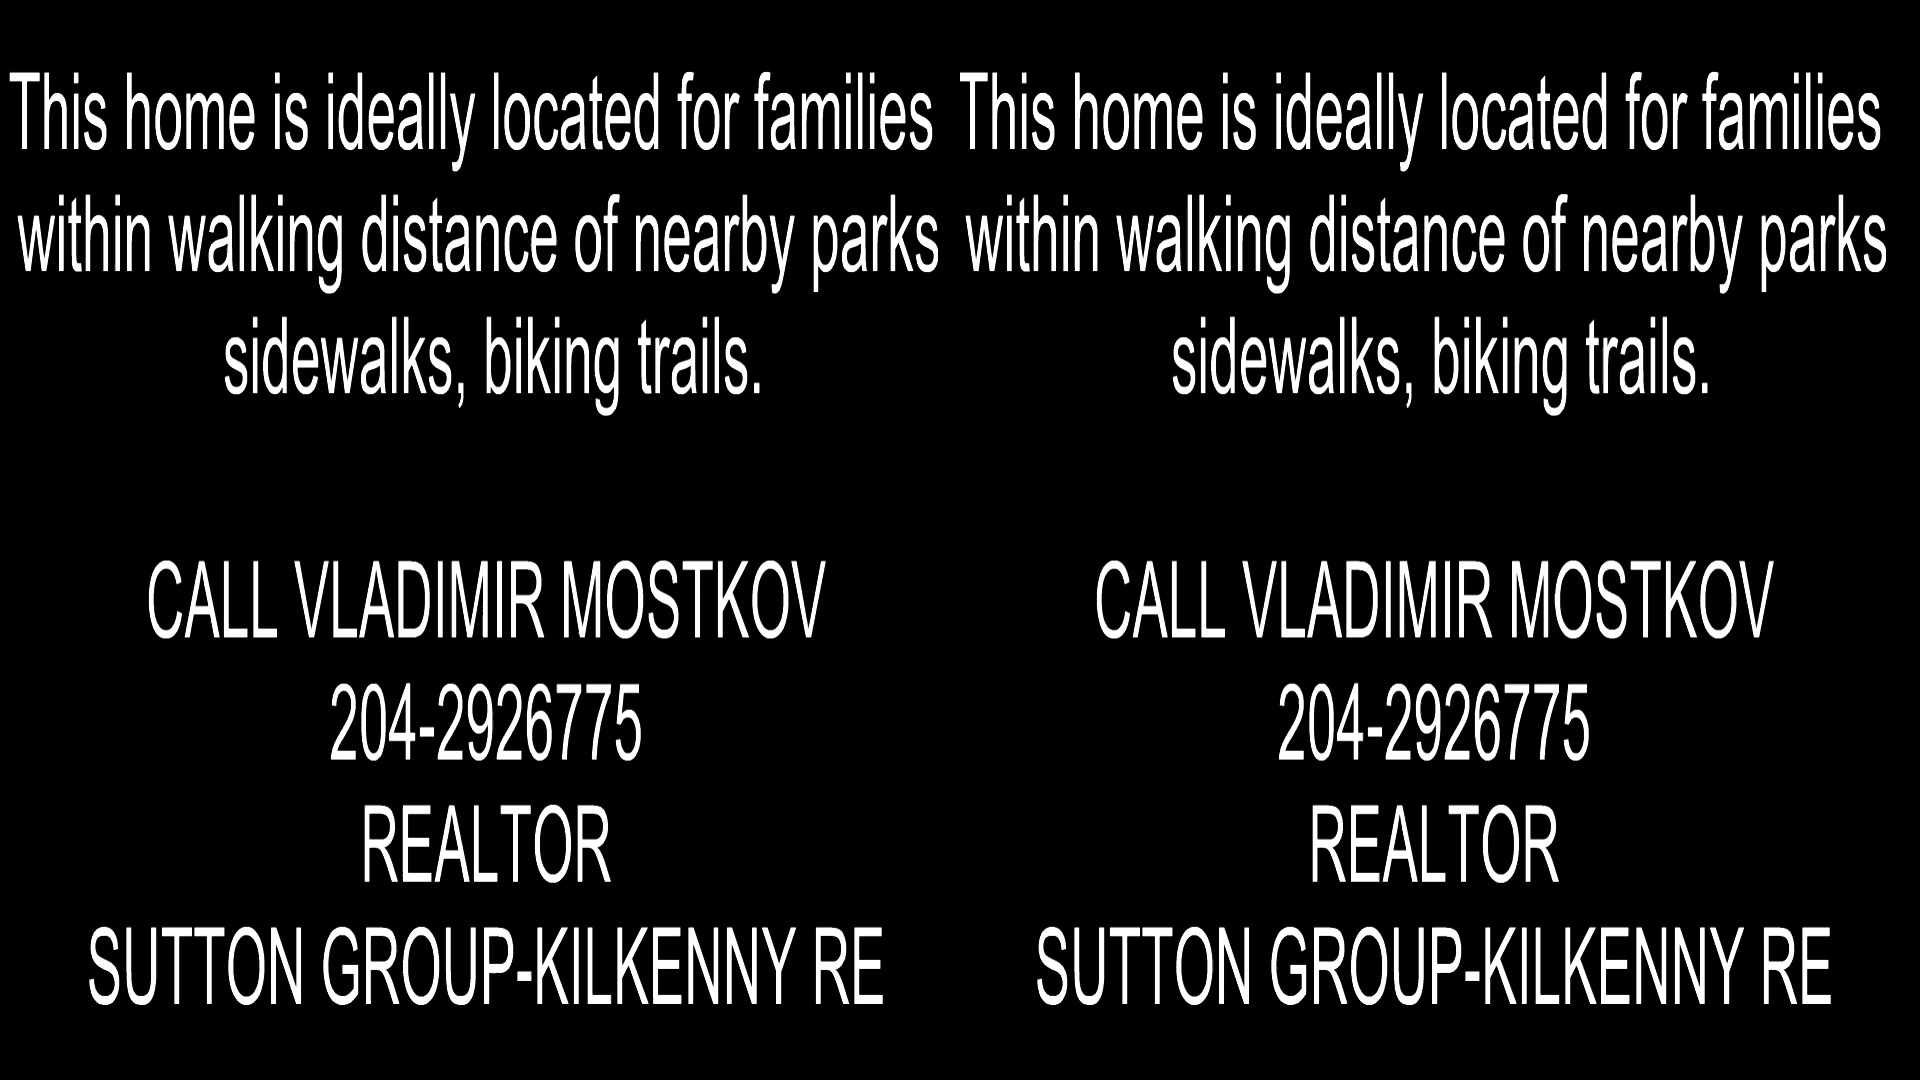 This home is ideally located for families
within walking distance of nearby parks
sidewalks, biking trails.
CALL VLADIMIR MOSTKOV
204-2926775
REALTOR
SUTTON GROUP-KILKENNY RE
This home is ideally located for families
within walking distance of nearby parks
sidewalks, biking trails.
CALL VLADIMIR MOSTKOV
204-2926775
REALTOR
SUTTON GROUP-KILKENNY RE